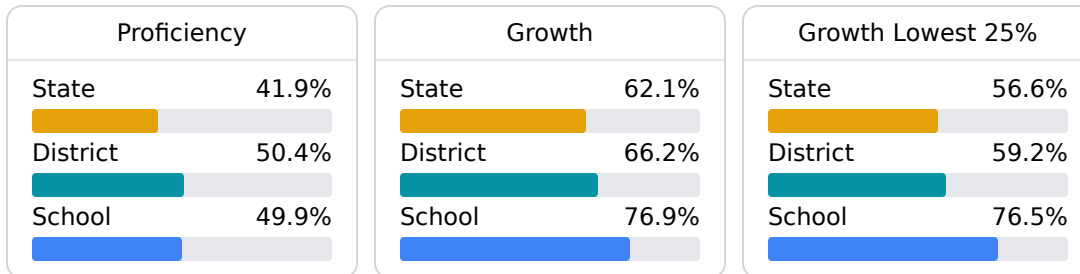 Proficiency
State 41.9%
District 50.4%
School 49.9%
Growth
State 62.1%
District 66.2%
School 76.9%
Growth Lowest 25%
State 56.6%
District 59.2%
School 76.5%